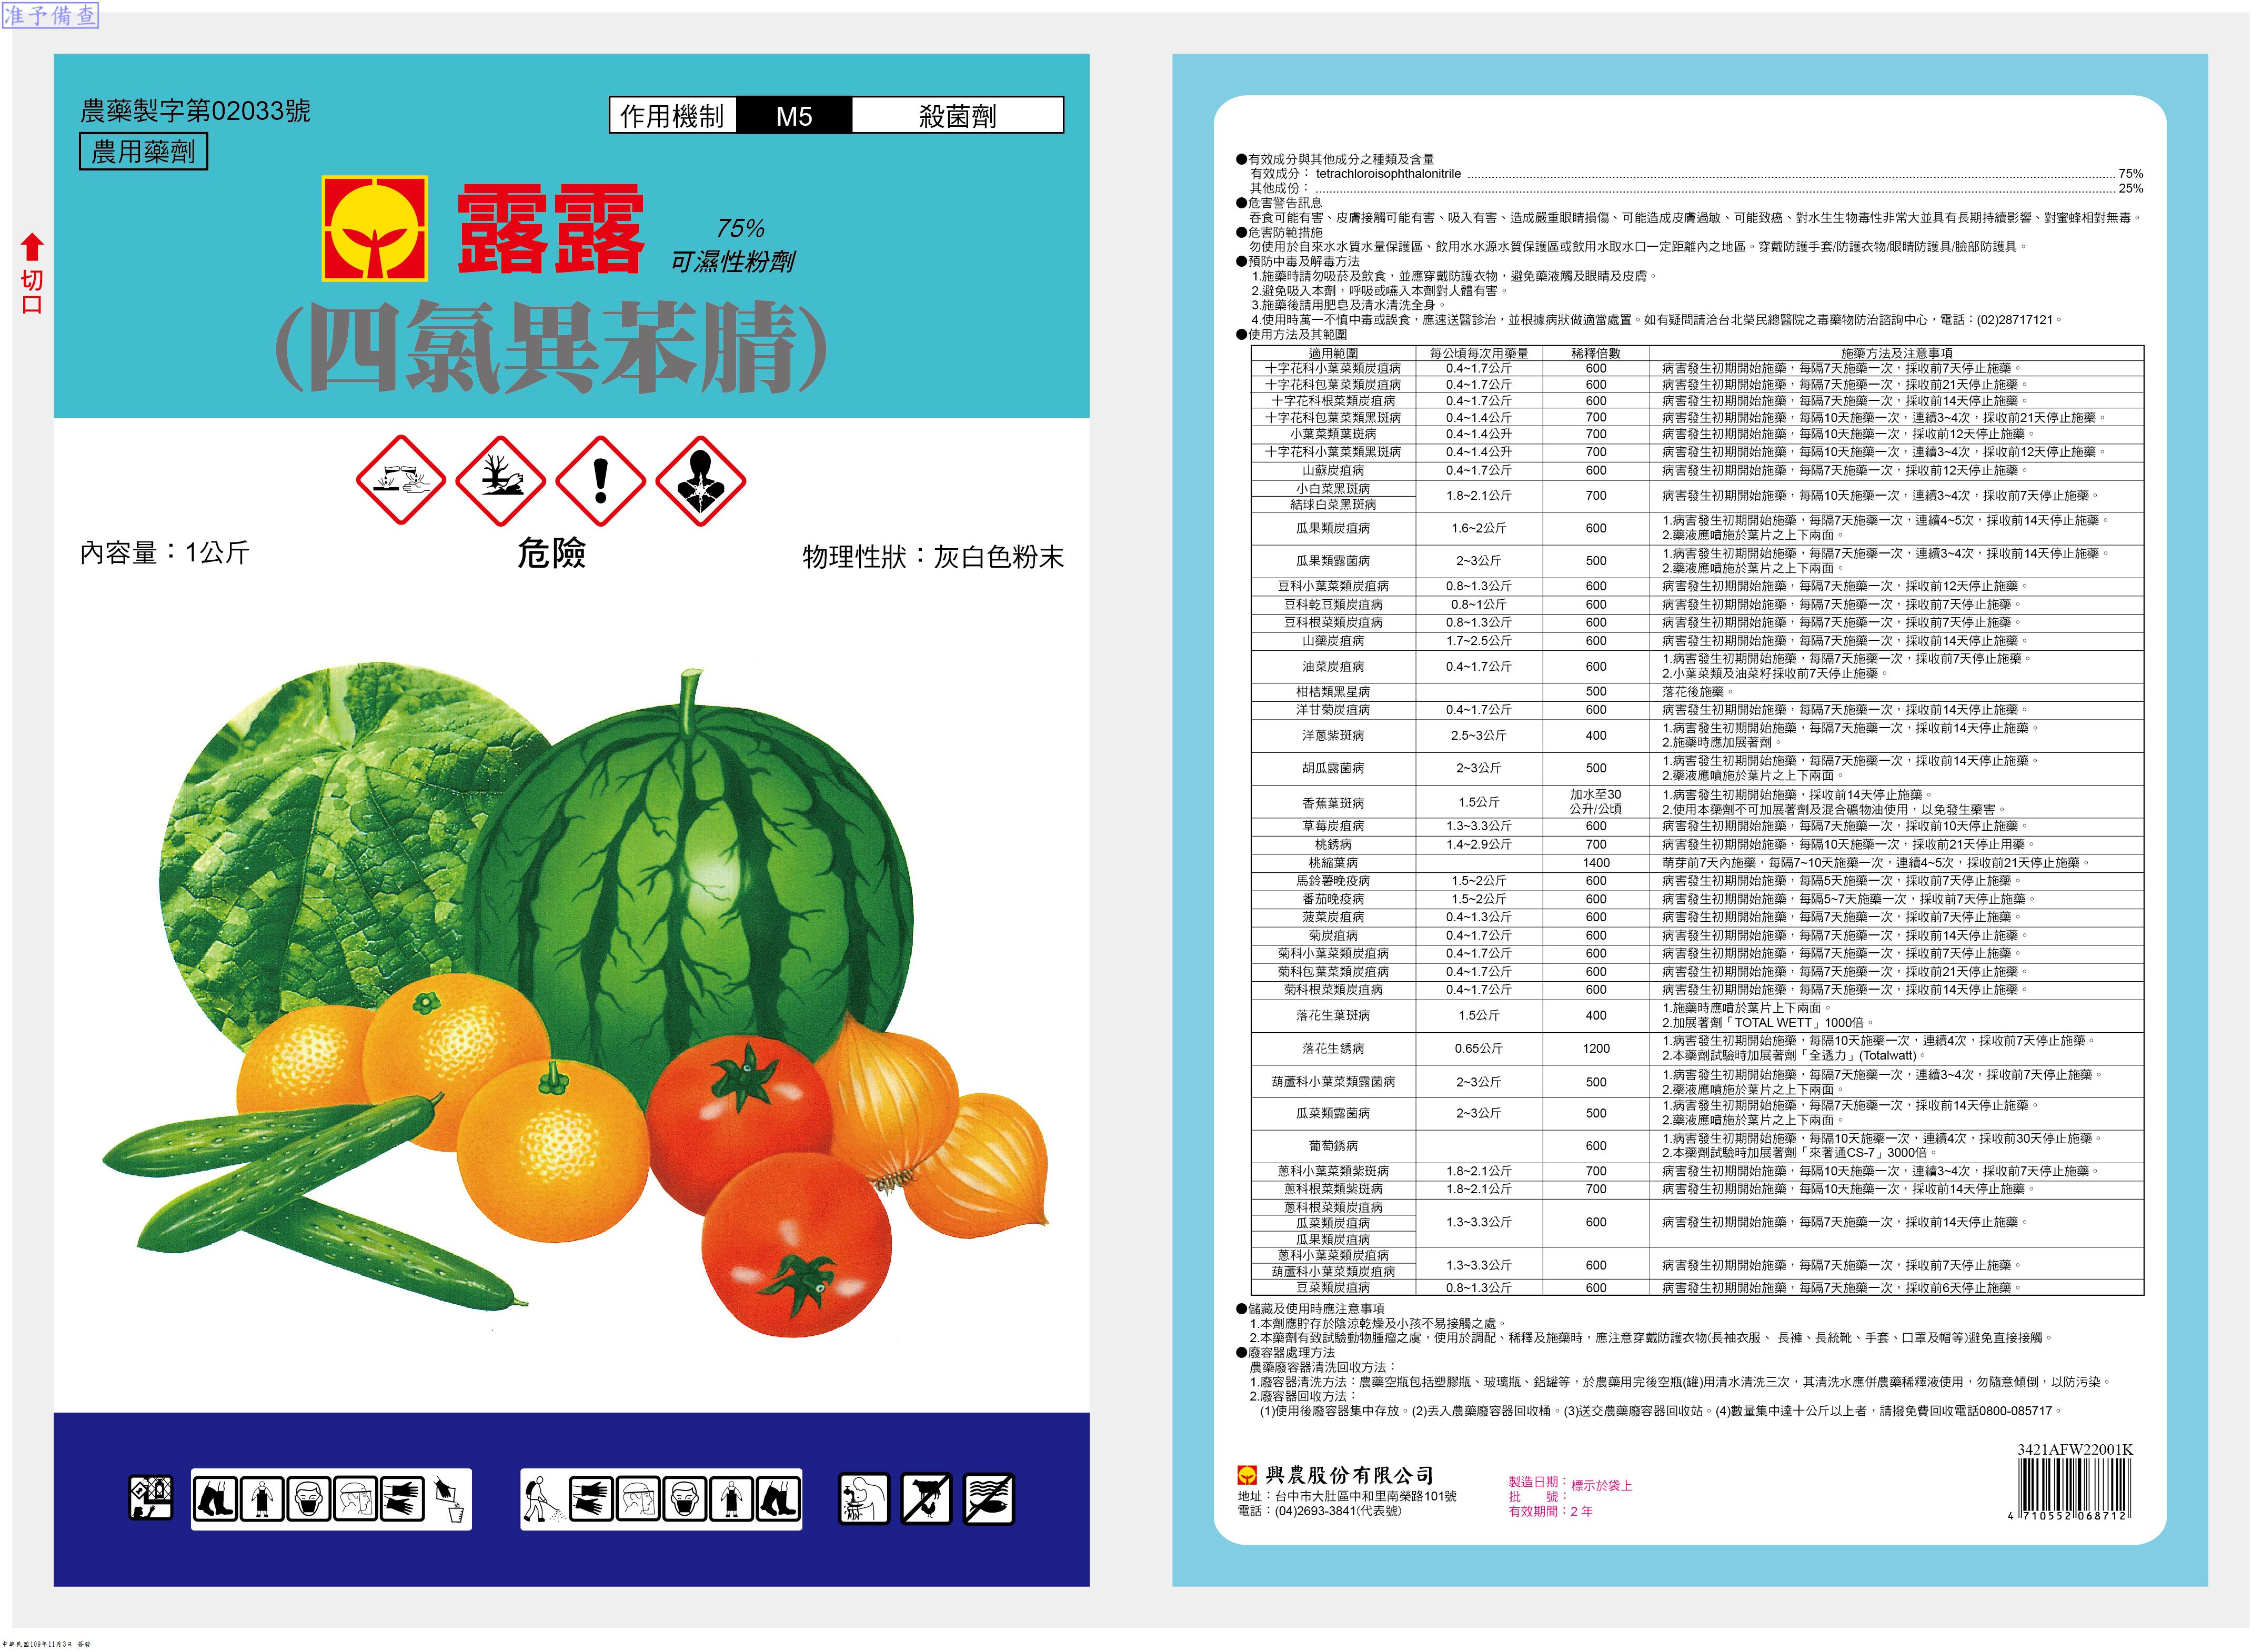 准予備查
農藥製字第02033號
農用藥劑
作用機制 M5 殺菌劑
切口
露露
75%
可濕性粉劑
(四氯異苯腈)
內容量：1公斤
危險
物理性狀：灰白色粉末
●有效成分與其他成分之種類及含量
有效成分： tetrachloroisophthalonitrile 75%
其他成份： 25%
●危害警告訊息
吞食可能有害、皮膚接觸可能有害、吸入有害、造成嚴重眼睛損傷、可能造成皮膚過敏、可能致癌、對水生生物毒性非常大並具有長期持續影響、對蜜蜂相對無毒。
●危害防範措施
勿使用於自來水水質水量保護區、飲用水水源水質保護區或飲用水取水口一定距離內之地區。穿戴防護手套/防護衣物/眼睛防護具/臉部防護具。
●預防中毒及解毒方法
1.施藥時請勿吸菸及飲食，並應穿戴防護衣物，避免藥液觸及眼睛及皮膚。
2.避免吸入本劑，呼吸或嚥入本劑對人體有害。
3.施藥後請用肥皂及清水清洗全身。
4.使用時萬一不慎中毒或誤食，應速送醫診治，並根據病狀做適當處置。如有疑問請洽台北榮民總醫院之毒藥物防治諮詢中心，電話：(02)28717121。
●使用方法及其範圍
適用範圍 每公頃每次用藥量 稀釋倍數 施藥方法及注意事項
十字花科小葉菜類炭疽病 0.4~1.7公斤 600 病害發生初期開始施藥，每隔7天施藥一次，採收前7天停止施藥。
十字花科包葉菜類炭疽病 0.4~1.7公斤 600 病害發生初期開始施藥，每隔7天施藥一次，採收前21天停止施藥。
十字花科根菜類炭疽病 0.4~1.7公斤 600 病害發生初期開始施藥，每隔7天施藥一次，採收前14天停止施藥。
十字花科包葉菜類黑斑病 0.4~1.4公斤 700 病害發生初期開始施藥，每隔10天施藥一次，連續3~4次，採收前21天停止施藥。
小葉菜類葉斑病 0.4~1.4公升 700 病害發生初期開始施藥，每隔10天施藥一次，採收前12天停止施藥。
十字花科小葉菜類黑斑病 0.4~1.4公升 700 病害發生初期開始施藥，每隔10天施藥一次，連續3~4次，採收前12天停止施藥。
山蘇炭疽病 0.4~1.7公斤 600 病害發生初期開始施藥，每隔7天施藥一次，採收前12天停止施藥。
小白菜黑斑病
結球白菜黑斑病 1.8~2.1公斤 700 病害發生初期開始施藥，每隔10天施藥一次，連續3~4次，採收前7天停止施藥。
瓜果類炭疽病 1.6~2公斤 600 1.病害發生初期開始施藥，每隔7天施藥一次，連續4~5次，採收前14天停止施藥。
2.藥液應噴施於葉片之上下兩面。
瓜果類露菌病 2~3公斤 500 1.病害發生初期開始施藥，每隔7天施藥一次，連續3~4次，採收前14天停止施藥。
2.藥液應噴施於葉片之上下兩面。
豆科小葉菜類炭疽病 0.8~1.3公斤 600 病害發生初期開始施藥，每隔7天施藥一次，採收前12天停止施藥。
豆科乾豆類炭疽病 0.8~1公斤 600 病害發生初期開始施藥，每隔7天施藥一次，採收前7天停止施藥。
豆科根菜類炭疽病 0.8~1.3公斤 600 病害發生初期開始施藥，每隔7天施藥一次，採收前7天停止施藥。
山藥炭疽病 1.7~2.5公斤 600 病害發生初期開始施藥，每隔7天施藥一次，採收前14天停止施藥。
油菜炭疽病 0.4~1.7公斤 600 1.病害發生初期開始施藥，每隔7天施藥一次，採收前7天停止施藥。
2.小葉菜類及油菜籽採收前7天停止施藥。
柑桔類黑星病 500 落花後施藥。
洋甘菊炭疽病 0.4~1.7公斤 600 病害發生初期開始施藥，每隔7天施藥一次，採收前14天停止施藥。
洋蔥紫斑病 2.5~3公斤 400 1.病害發生初期開始施藥，每隔7天施藥一次，採收前14天停止施藥。
2.施藥時應加展著劑。
胡瓜露菌病 2~3公斤 500 1.病害發生初期開始施藥，每隔7天施藥一次，採收前14天停止施藥。
2.藥液應噴施於葉片之上下兩面。
香蕉葉斑病 1.5公斤 加水至30公升/公頃 1.病害發生初期開始施藥，採收前14天停止施藥。
2.使用本藥劑不可加展著劑及混合礦物油使用，以免發生藥害。
草莓炭疽病 1.3~3.3公斤 600 病害發生初期開始施藥，每隔7天施藥一次，採收前10天停止施藥。
桃銹病 1.4~2.9公斤 700 病害發生初期開始施藥，每隔10天施藥一次，採收前21天停止用藥。
桃縮葉病 1400 萌芽前7天內施藥，每隔7~10天施藥一次，連續4~5次，採收前21天停止施藥。
馬鈴薯晚疫病 1.5~2公斤 600 病害發生初期開始施藥，每隔5天施藥一次，採收前7天停止施藥。
番茄晚疫病 1.5~2公斤 600 病害發生初期開始施藥，每隔5~7天施藥一次，採收前7天停止施藥。
菠菜炭疽病 0.4~1.3公斤 600 病害發生初期開始施藥，每隔7天施藥一次，採收前7天停止施藥。
菊炭疽病 0.4~1.7公斤 600 病害發生初期開始施藥，每隔7天施藥一次，採收前14天停止施藥。
菊科小葉菜類炭疽病 0.4~1.7公斤 600 病害發生初期開始施藥，每隔7天施藥一次，採收前7天停止施藥。
菊科包葉菜類炭疽病 0.4~1.7公斤 600 病害發生初期開始施藥，每隔7天施藥一次，採收前21天停止施藥。
菊科根菜類炭疽病 0.4~1.7公斤 600 病害發生初期開始施藥，每隔7天施藥一次，採收前14天停止施藥。
落花生葉斑病 1.5公斤 400 1.施藥時應噴於葉片上下兩面。
2.加展著劑「TOTAL WETT」1000倍。
落花生銹病 0.65公斤 1200 1.病害發生初期開始施藥，每隔10天施藥一次，連續4次，採收前7天停止施藥。
2.本藥劑試驗時加展著劑「全透力」(Totalwatt)。
葫蘆科小葉菜類露菌病 2~3公斤 500 1.病害發生初期開始施藥，每隔7天施藥一次，連續3~4次，採收前7天停止施藥。
2.藥液應噴施於葉片之上下兩面。
瓜菜類露菌病 2~3公斤 500 1.病害發生初期開始施藥，每隔7天施藥一次，採收前14天停止施藥。
2.藥液應噴施於葉片之上下兩面。
葡萄銹病 600 1.病害發生初期開始施藥，每隔10天施藥一次，連續4次，採收前30天停止施藥。
2.本藥劑試驗時加展著劑「來著通CS-7」3000倍。
蔥科小葉菜類紫斑病 1.8~2.1公斤 700 病害發生初期開始施藥，每隔10天施藥一次，連續3~4次，採收前7天停止施藥。
蔥科根菜類紫斑病 1.8~2.1公斤 700 病害發生初期開始施藥，每隔10天施藥一次，採收前14天停止施藥。
蔥科根菜類炭疽病
瓜菜類炭疽病 1.3~3.3公斤 600 病害發生初期開始施藥，每隔7天施藥一次，採收前14天停止施藥。
瓜果類炭疽病
蔥科小葉菜類炭疽病
葫蘆科小葉菜類炭疽病 1.3~3.3公斤 600 病害發生初期開始施藥，每隔7天施藥一次，採收前7天停止施藥。
豆菜類炭疽病 0.8~1.3公斤 600 病害發生初期開始施藥，每隔7天施藥一次，採收前6天停止施藥。
●儲藏及使用時應注意事項
1.本劑應貯存於陰涼乾燥及小孩不易接觸之處。
2.本藥劑有致試驗動物腫瘤之虞，使用於調配、稀釋及施藥時，應注意穿戴防護衣物(長袖衣服、 長褲、長統靴、手套、口罩及帽等)避免直接接觸。
●廢容器處理方法
農藥廢容器清洗回收方法：
1.廢容器清洗方法：農藥空瓶包括塑膠瓶、玻璃瓶、鋁罐等，於農藥用完後空瓶(罐)用清水清洗三次，其清洗水應併農藥稀釋液使用，勿隨意傾倒，以防污染。
2.廢容器回收方法：
(1)使用後廢容器集中存放。(2)丟入農藥廢容器回收桶。(3)送交農藥廢容器回收站。(4)數量集中達十公斤以上者，請撥免費回收電話0800-085717。
興農股份有限公司
地址：台中市大肚區中和里南榮路101號
電話：(04)2693-3841(代表號)
製造日期：標示於袋上
批 號：
有效期間：2 年
3421AFW22001K
4 710552 068712
中華民國109年11月3日 簽發